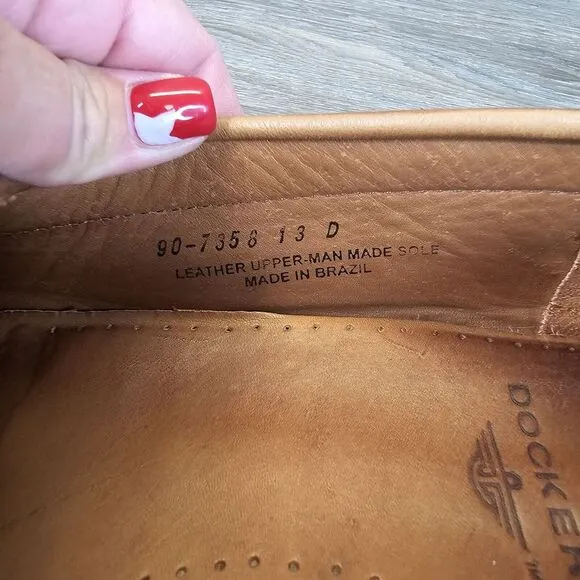 90-7358 13 D
LEATHER UPPER-MAN MADE SOLE
MADE IN BRAZIL
DOCKER